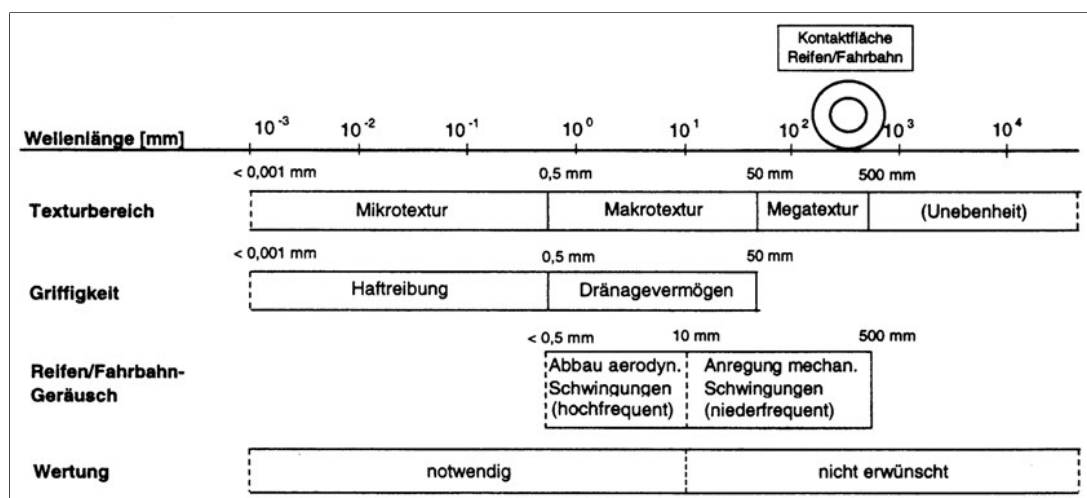 Kontaktfläche
Reifen/Fahrbahn
Wellenlänge [mm] 10⁻³ 10⁻² 10⁻¹ 10⁰ 10¹ 10² 10³ 10⁴
< 0,001 mm 0,5 mm 50 mm 500 mm
Texturbereich Mikrotextur Makrotextur Megatextur (Unebenheit)
< 0,001 mm 0,5 mm 50 mm
Griffigkeit Haftreibung Dränagevermögen
< 0,5 mm 10 mm 500 mm
Reifen/Fahrbahn-
Geräusch
Abbau aerodyn.
Schwingungen
(hochfrequent)
Anregung mechan.
Schwingungen
(niederfrequent)
Wertung notwendig nicht erwünscht